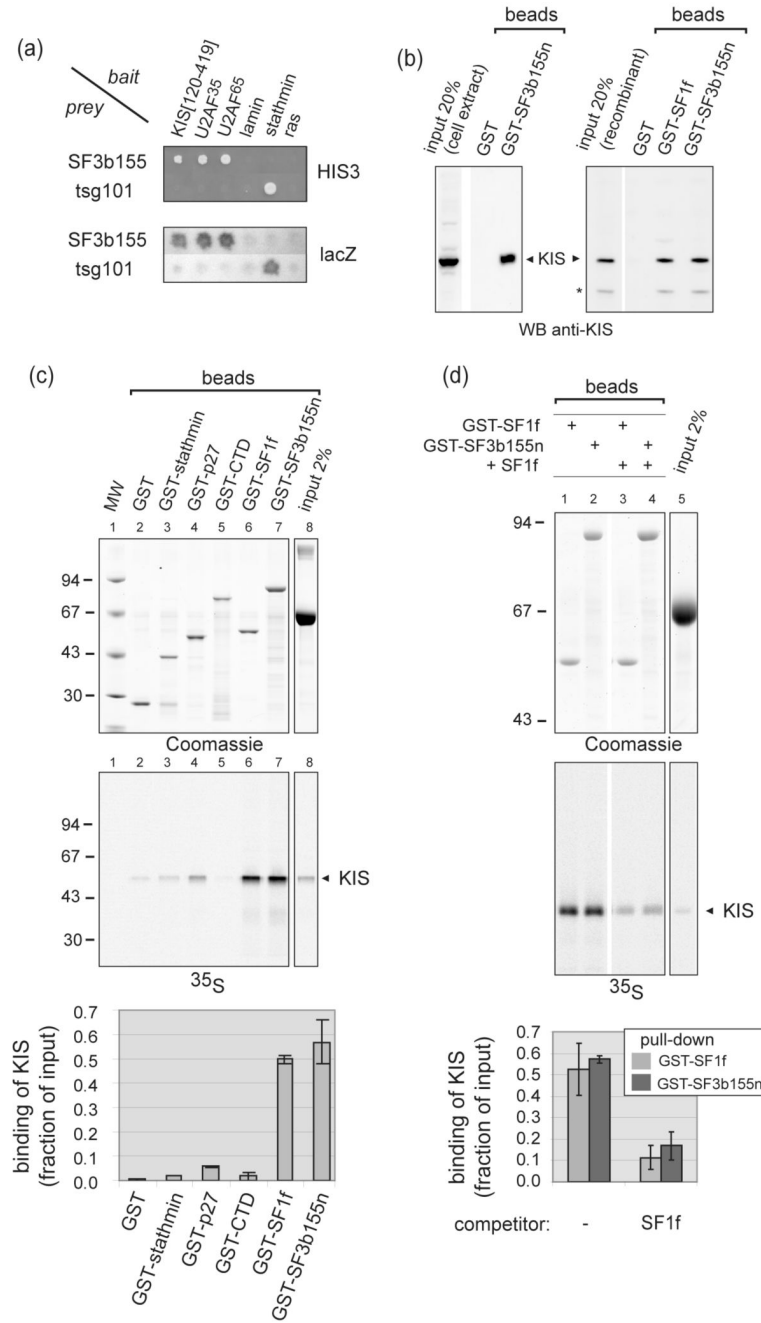 (a)
bait
prey
KIS[120-419]
U2AF35
U2AF65
lamin
stathmin
ras
SF3b155
tsg101
HIS3
SF3b155
tsg101
lacZ
(b)
beads
beads
input 20%
(cell extract)
GST
GST-SF3b155n
input 20%
(recombinant)
GST
GST-SF1f
GST-SF3b155n
◄ KIS ►
*
WB anti-KIS
(c)
beads
MW
GST
GST-stathmin
GST-p27
GST-CTD
GST-SF1f
GST-SF3b155n
input 2%
1 2 3 4 5 6 7 8
94
67
43
30
Coomassie
1 2 3 4 5 6 7 8
94
67
43
30
◄ KIS
35S
binding of KIS
(fraction of input)
0.7
0.6
0.5
0.4
0.3
0.2
0.1
0.0
GST
GST-stathmin
GST-p27
GST-CTD
GST-SF1f
GST-SF3b155n
(d)
beads
GST-SF1f + +
GST-SF3b155n + +
+ SF1f + +
input 2%
1 2 3 4 5
94
67
43
Coomassie
◄ KIS
35S
binding of KIS
(fraction of input)
0.7
0.6
0.5
0.4
0.3
0.2
0.1
0.0
pull-down
GST-SF1f
GST-SF3b155n
competitor: - SF1f